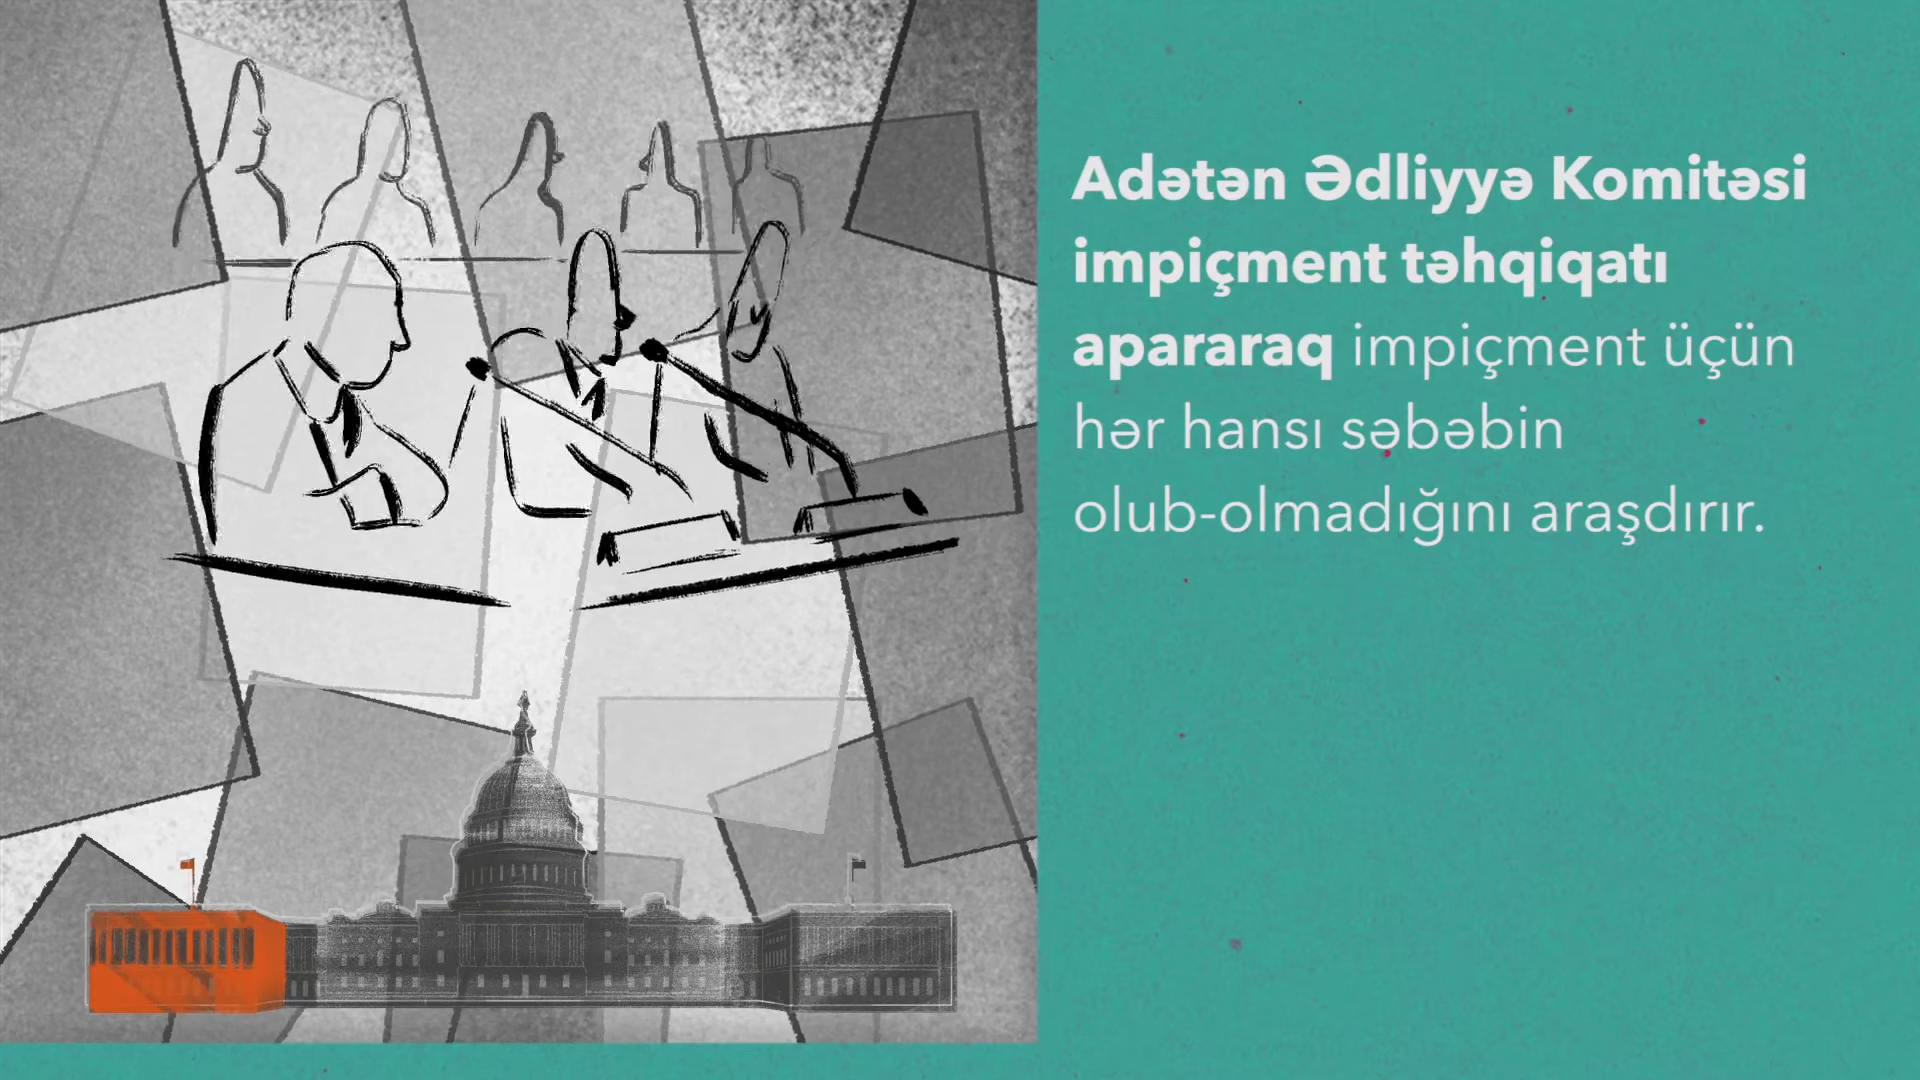 Adətən Ədliyyə Komitəsi
impiçment təhqiqatı
apararaq impiçment üçün
hər hansı səbəbin
olub-olmadığını araşdırır.